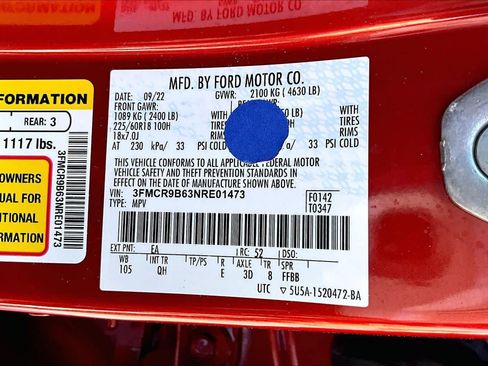 MFD. BY FORD MOTOR CO.
DATE: 09/22 GVWR: 2100 KG ( 4630 LB)
FRONT GAWR:
1089 KG ( 2400 LB) LB)
225/60R18 100H WITH TIRES
18x7.0J RIMS
AT 230 kPa/ 33 PSI COLD 33 PSI COLD
THIS VEHICLE CONFORMS TO ALL APPLICABLE FEDERAL MOTOR
VEHICLE SAFETY AND THEFT PREVENTION STANDARDS IN
EFFECT ON THE DATE OF MANUFACTURE SHOWN ABOVE.
VIN: 3FMCR9B63NRE01473
TYPE: MPV
F0142
T0347
EXT PNT: EA RC: 52 DSO:
WB INT TR TP/PS R AXLE TR SPR
105 QH E 3D 8 FFBB
UTC ▽ 5U5A-1520472-BA
FORMATION
REAR: 3
1117 lbs.
OWNERS
UAL FOR
ITIONAL
RMATION
3FMCR9B63NRE01473